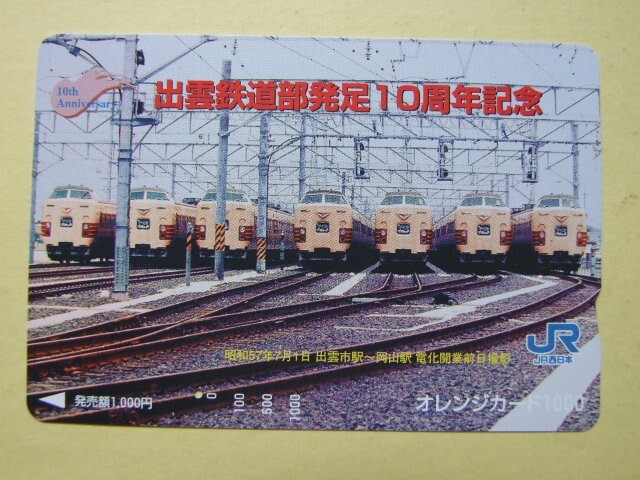 10th
Anniversary
出雲鉄道部発足10周年記念
昭和57年7月1日 出雲市駅〜岡山駅 電化開業前日撮影
JR
JR西日本
発売額1,000円
0 100 500 1000
オレンジカード1000